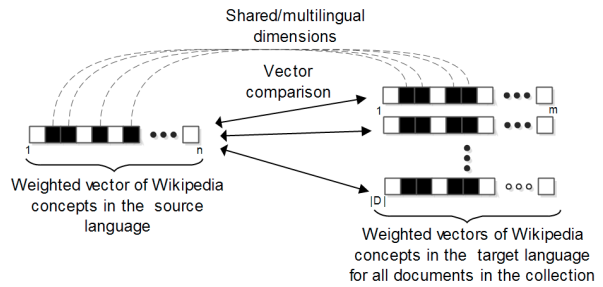 Shared/multilingual
dimensions
Vector
comparison
1
m
1
n
|D|
Weighted vector of Wikipedia
concepts in the source
language
Weighted vectors of Wikipedia
concepts in the target language
for all documents in the collection